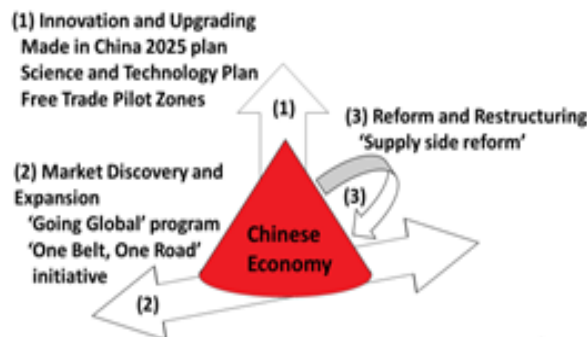 (1) Innovation and Upgrading
Made in China 2025 plan
Science and Technology Plan
Free Trade Pilot Zones
(1)
(3) Reform and Restructuring
‘Supply side reform’
(2) Market Discovery and
Expansion
‘Going Global’ program
‘One Belt, One Road’
initiative
(3)
Chinese
Economy
(2)